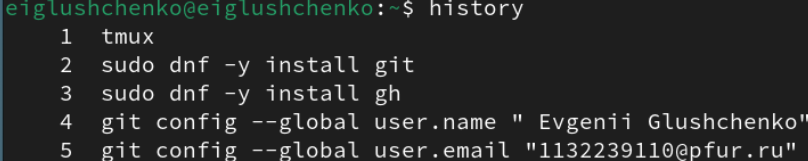 eiglushchenko@eiglushchenko:~$ history
1 tmux
2 sudo dnf -y install git
3 sudo dnf -y install gh
4 git config --global user.name " Evgenii Glushchenko"
5 git config --global user.email "1132239110@pfur.ru"